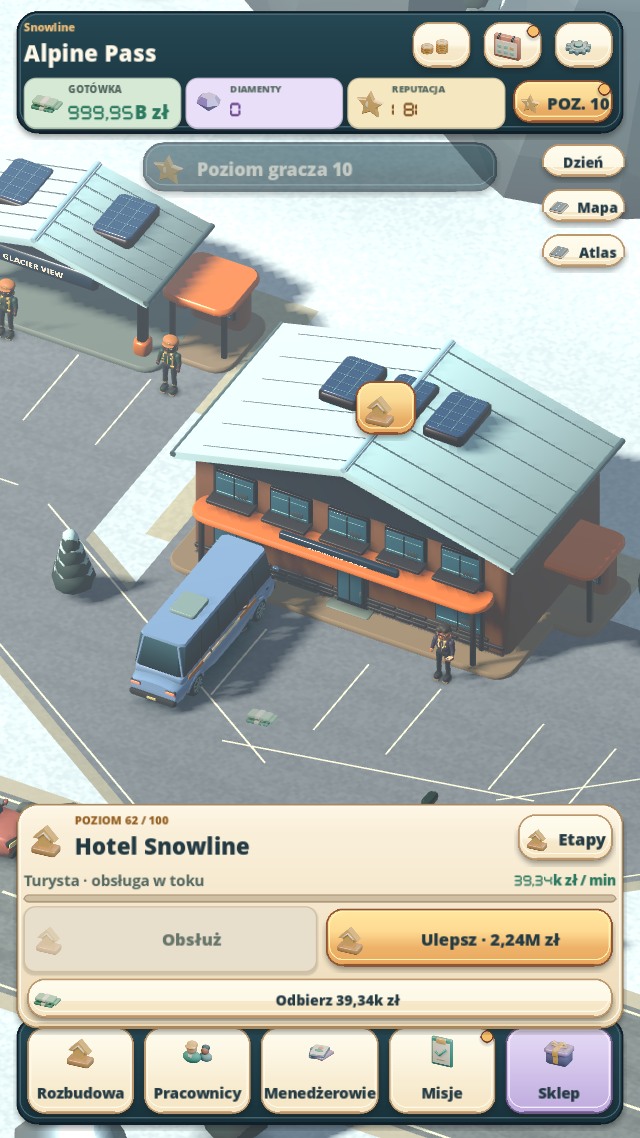 Snowline
Alpine Pass
GOTÓWKA
999,95B zł
DIAMENTY
0
REPUTACJA
181
POZ. 10
Poziom gracza 10
Dzień
Mapa
Atlas
GLACIER VIEW
POZIOM 62 / 100
Hotel Snowline
Etapy
Turysta · obsługa w toku
39,34k zł / min
Obsłuż
Ulepsz · 2,24M zł
Odbierz 39,34k zł
Rozbudowa
Pracownicy
Menedżerowie
Misje
Sklep